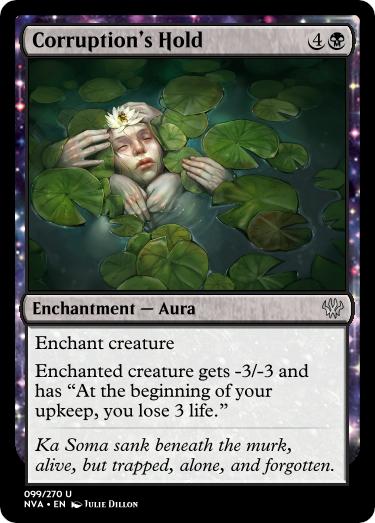 Corruption's Hold 4
Enchantment — Aura
Enchant creature
Enchanted creature gets -3/-3 and
has “At the beginning of your
upkeep, you lose 3 life.”
Ka Soma sank beneath the murk,
alive, but trapped, alone, and forgotten.
099/270 U
NVA • EN Julie Dillon